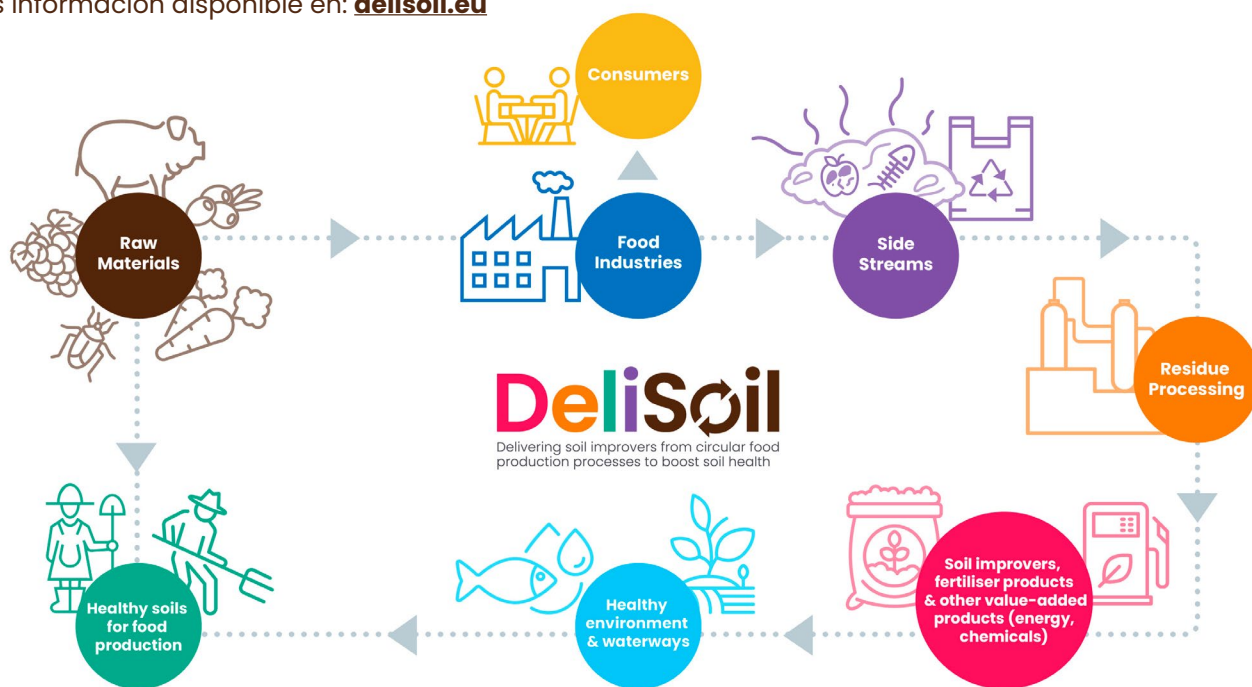 información disponible en: delisoil.eu
Consumers
Raw
Materials
Food
Industries
Side
Streams
Residue
Processing
DeliSoil
Delivering soil improvers from circular food
production processes to boost soil health
Healthy soils
for food
production
Healthy
environment
& waterways
Soil improvers,
fertiliser products
& other value-added
products (energy,
chemicals)